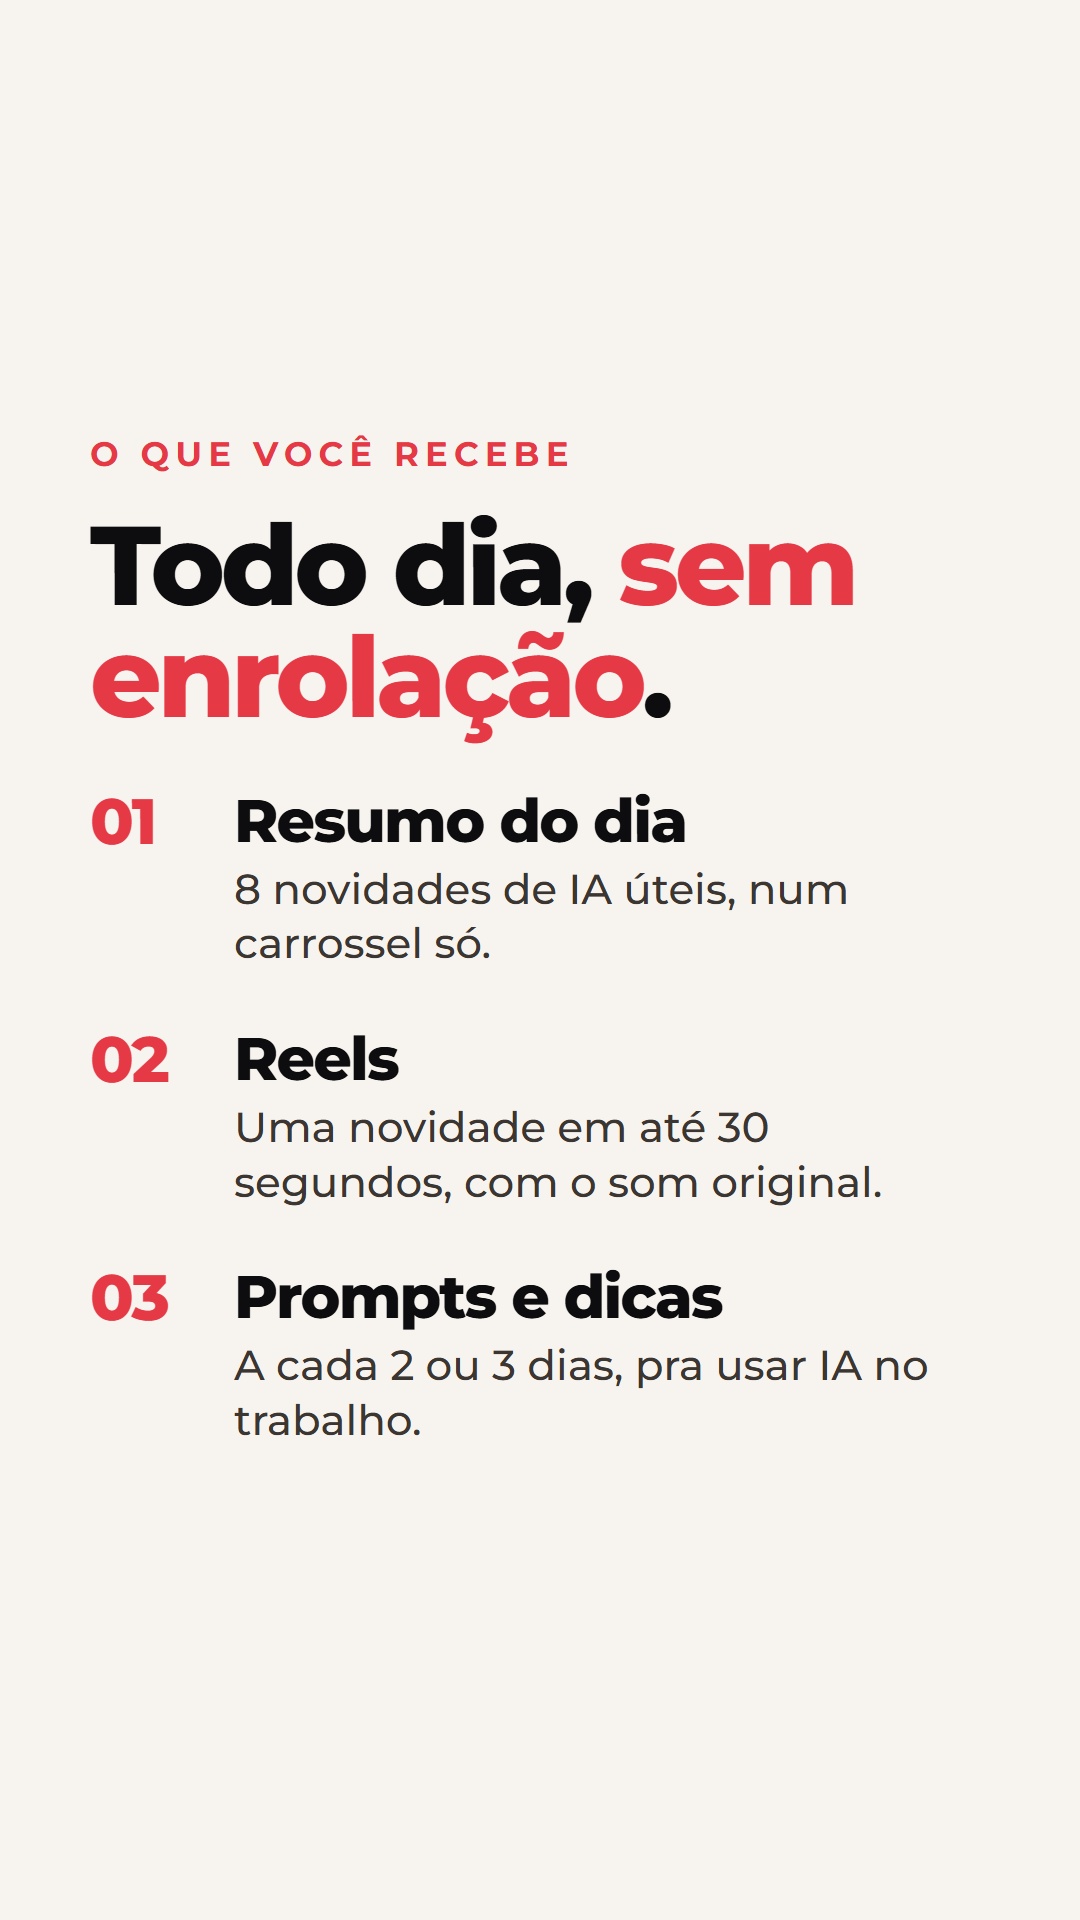 O QUE VOCÊ RECEBE
Todo dia, sem
enrolação.
01 Resumo do dia
8 novidades de IA úteis, num
carrossel só.
02 Reels
Uma novidade em até 30
segundos, com o som original.
03 Prompts e dicas
A cada 2 ou 3 dias, pra usar IA no
trabalho.